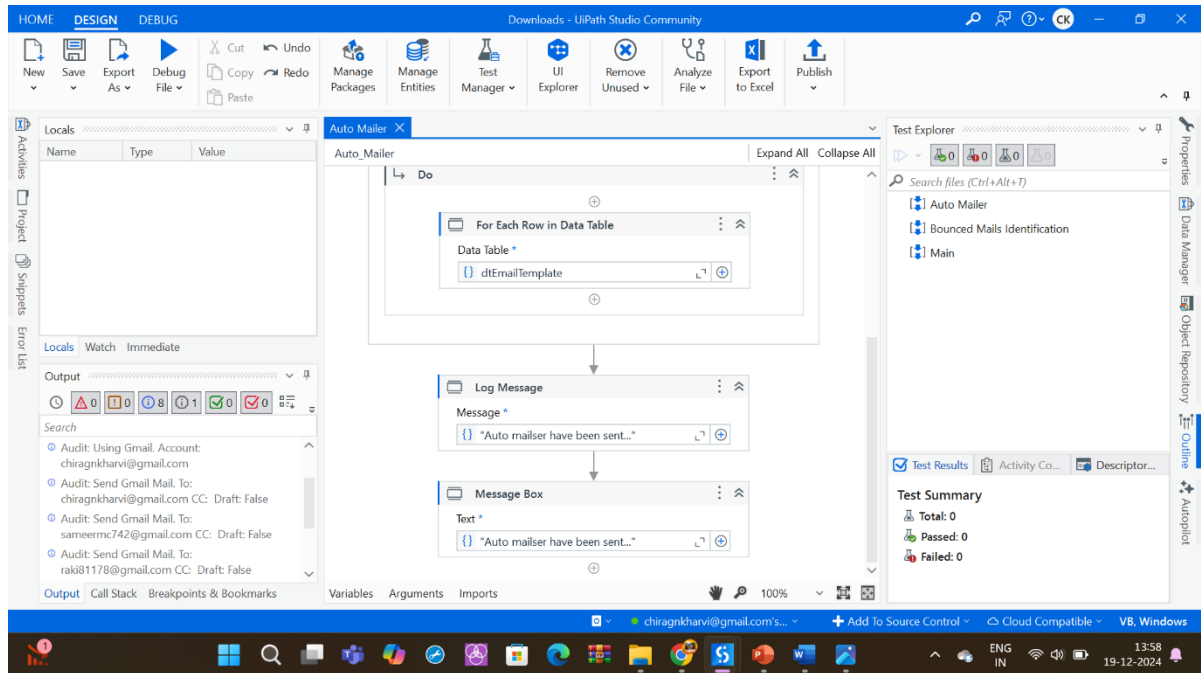 HOME DESIGN DEBUG Downloads - UiPath Studio Community CK
New Save Export As Debug File Cut Copy Paste Undo Redo Manage Packages Manage Entities Test Manager UI Explorer Remove Unused Analyze File Export to Excel Publish
Activities
Project
Snippets
Error List
Locals
Name Type Value
Locals Watch Immediate
Output
0 0 8 1 0 0
Search
Audit: Using Gmail. Account:
chiragnkharvi@gmail.com
Audit: Send Gmail Mail. To:
chiragnkharvi@gmail.com CC: Draft: False
Audit: Send Gmail Mail. To:
sameermc742@gmail.com CC: Draft: False
Audit: Send Gmail Mail. To:
raki81178@gmail.com CC: Draft: False
Output Call Stack Breakpoints & Bookmarks
Auto Mailer
Auto_Mailer Expand All Collapse All
Do
For Each Row in Data Table
Data Table *
{} dtEmailTemplate
Log Message
Message *
{} "Auto mailser have been sent..."
Message Box
Text *
{} "Auto mailser have been sent..."
Variables Arguments Imports 100%
Test Explorer
0 0 0 0
Search files (Ctrl+Alt+T)
Auto Mailer
Bounced Mails Identification
Main
Test Results Activity Co... Descriptor...
Test Summary
Total: 0
Passed: 0
Failed: 0
Properties
Data Manager
Object Repository
Outline
Autopilot
chiragnkharvi@gmail.com's... Add To Source Control Cloud Compatible VB, Windows
1
ENG
IN
13:58
19-12-2024